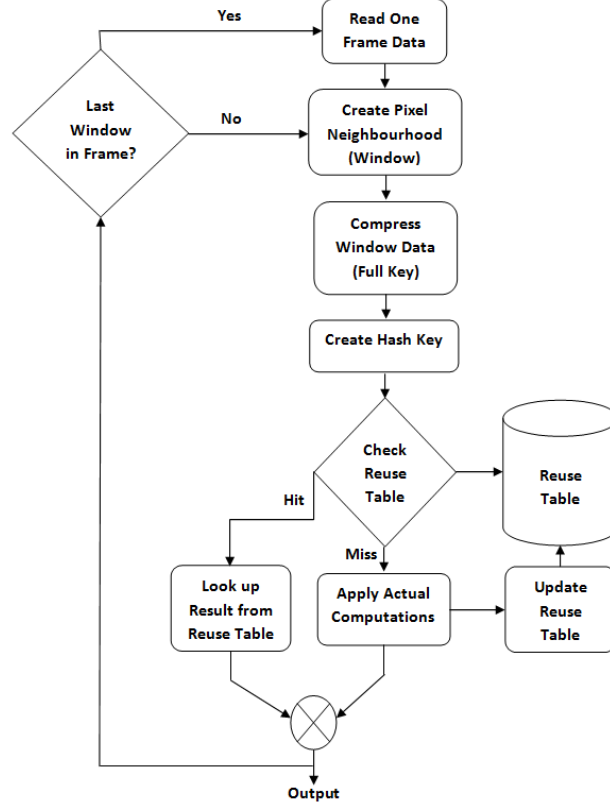 Yes
Read One
Frame Data
Last
Window
in Frame?
No
Create Pixel
Neighbourhood
(Window)
Compress
Window Data
(Full Key)
Create Hash Key
Check
Reuse
Table
Reuse
Table
Hit
Miss
Look up
Result from
Reuse Table
Apply Actual
Computations
Update
Reuse
Table
Output